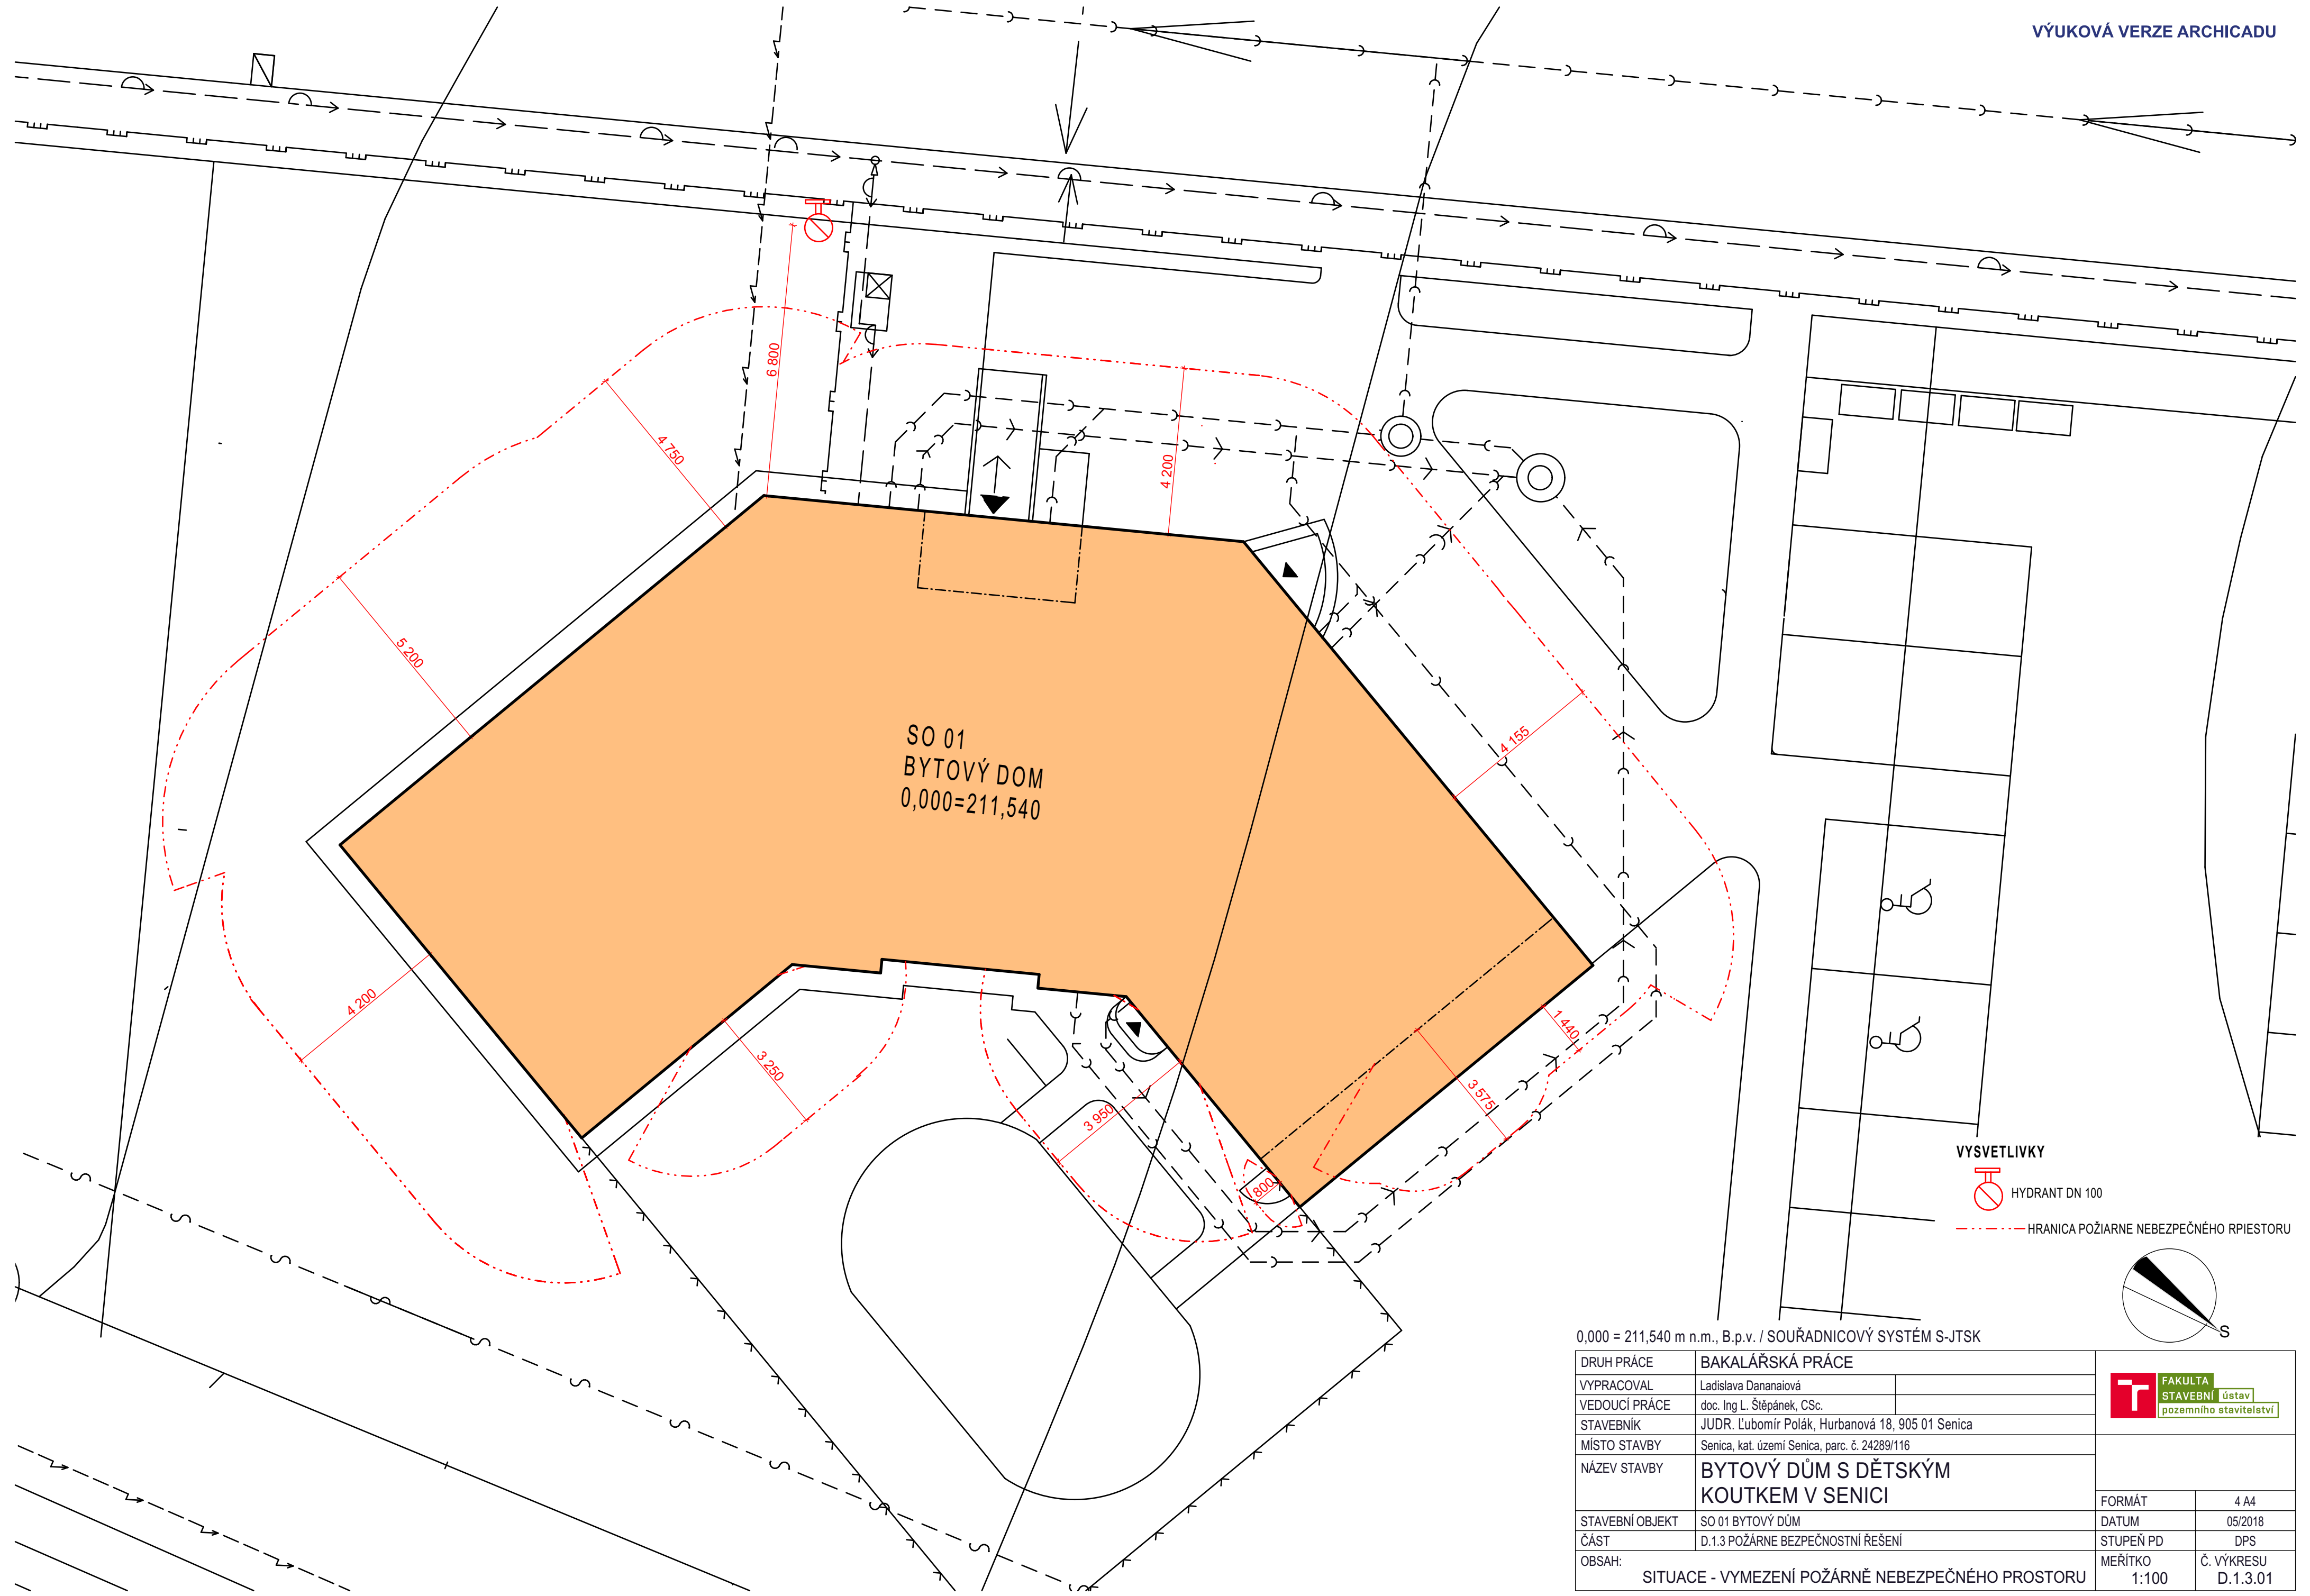 VÝUKOVÁ VERZE ARCHICADU
6 800
4 750
4 200
5 200
4 155
SO 01
BYTOVÝ DOM
0,000=211,540
4 200
3 250
3 950
1 440
3 575
800
VYSVETLIVKY
HYDRANT DN 100
HRANICA POŽIARNE NEBEZPEČNÉHO RPIESTORU
S
0,000 = 211,540 m n.m., B.p.v. / SOUŘADNICOVÝ SYSTÉM S-JTSK
DRUH PRÁCE BAKALÁŘSKÁ PRÁCE
VYPRACOVAL Ladislava Dananaiová
VEDOUCÍ PRÁCE doc. Ing L. Štěpánek, CSc.
STAVEBNÍK JUDR. Ľubomír Polák, Hurbanová 18, 905 01 Senica
MÍSTO STAVBY Senica, kat. území Senica, parc. č. 24289/116
NÁZEV STAVBY BYTOVÝ DŮM S DĚTSKÝM
KOUTKEM V SENICI
STAVEBNÍ OBJEKT SO 01 BYTOVÝ DŮM
ČÁST D.1.3 POŽÁRNE BEZPEČNOSTNÍ ŘEŠENÍ
OBSAH:
SITUACE - VYMEZENÍ POŽÁRNĚ NEBEZPEČNÉHO PROSTORU
FAKULTA
STAVEBNÍ ústav
pozemního stavitelství
FORMÁT 4 A4
DATUM 05/2018
STUPEŇ PD DPS
MEŘÍTKO Č. VÝKRESU
1:100 D.1.3.01